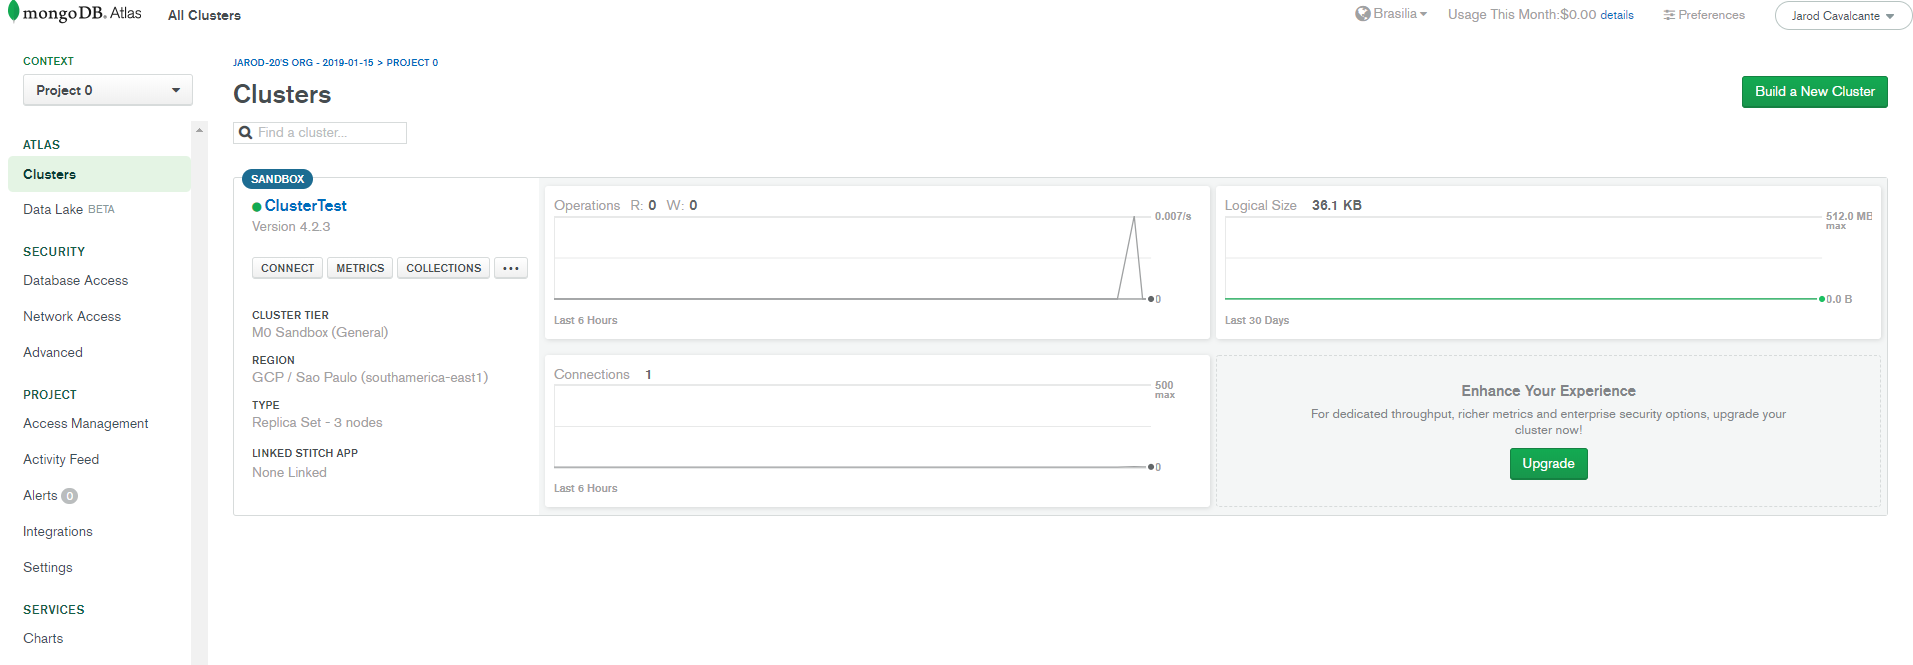 mongoDB. Atlas All Clusters Brasilia Usage This Month:$0.00 details Preferences Jarod Cavalcante
CONTEXT
Project 0
ATLAS
Clusters
Data Lake BETA
SECURITY
Database Access
Network Access
Advanced
PROJECT
Access Management
Activity Feed
Alerts 0
Integrations
Settings
SERVICES
Charts
JAROD-20'S ORG - 2019-01-15 > PROJECT 0
Clusters
Build a New Cluster
Find a cluster...
SANDBOX
ClusterTest
Version 4.2.3
CONNECT METRICS COLLECTIONS ...
CLUSTER TIER
M0 Sandbox (General)
REGION
GCP / Sao Paulo (southamerica-east1)
TYPE
Replica Set - 3 nodes
LINKED STITCH APP
None Linked
Operations R: 0 W: 0
0.007/s
0
Last 6 Hours
Logical Size 36.1 KB
512.0 MB
max
0.0 B
Last 30 Days
Connections 1
500
max
0
Last 6 Hours
Enhance Your Experience
For dedicated throughput, richer metrics and enterprise security options, upgrade your
cluster now!
Upgrade